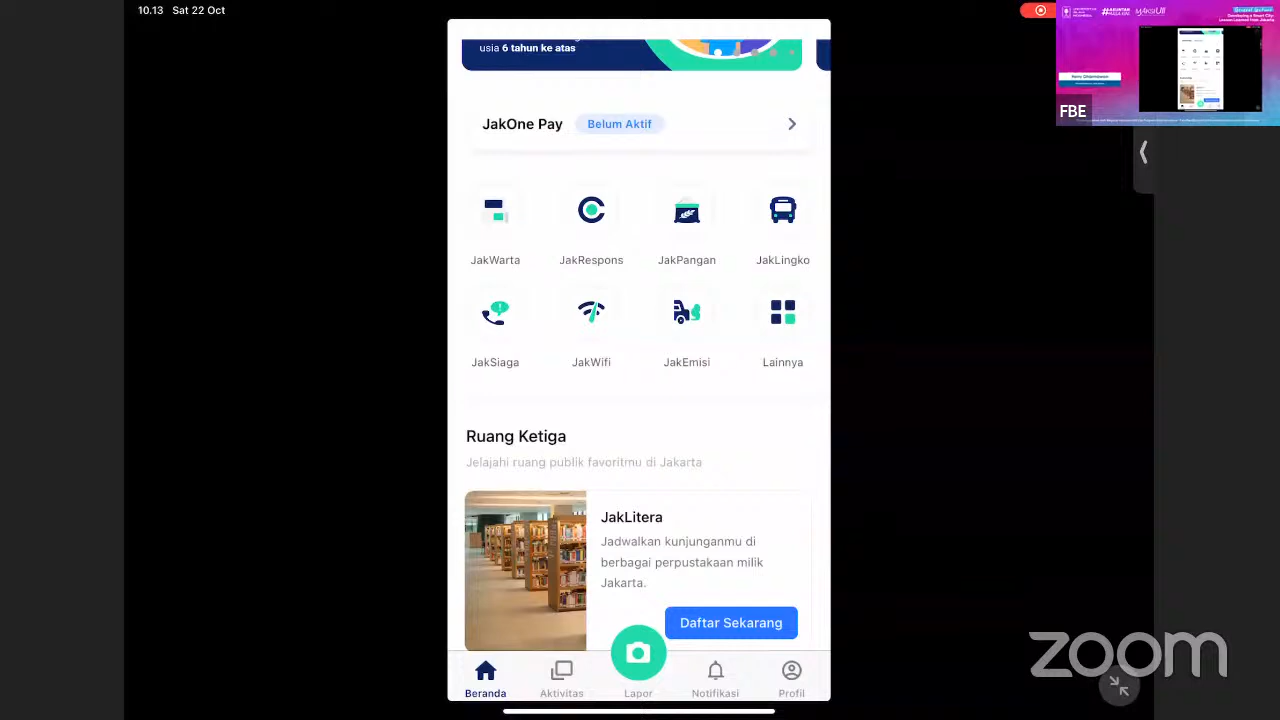 10.13 Sat 22 Oct
usia 6 tahun ke atas
JakOne Pay Belum Aktif
JakWarta JakRespons JakPangan JakLingko
JakSiaga JakWifi JakEmisi Lainnya
Ruang Ketiga
Jelajahi ruang publik favoritmu di Jakarta
JakLitera
Jadwalkan kunjunganmu di
berbagai perpustakaan milik
Jakarta.
Daftar Sekarang
Beranda Aktivitas Lapor Notifikasi Profil
FBE
zoom